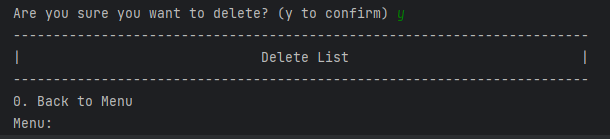 Are you sure you want to delete? (y to confirm) y
----------------------------------------------------------------------
|                             Delete List                            |
----------------------------------------------------------------------
0. Back to Menu
Menu: